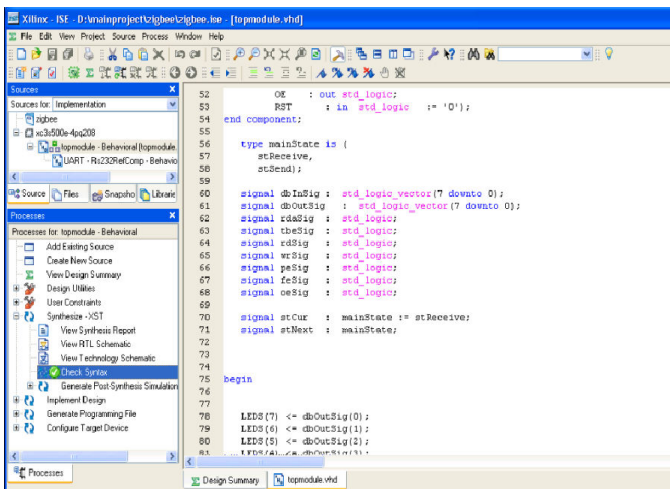 Xilinx - ISE - D:\mainproject\zigbee\zigbee.ise - [topmodule.vhd]
File Edit View Project Source Process Window Help
Sources
Sources for: Implementation
zigbee
xc3s500e-4pq208
topmodule - Behavioral (topmodule.
UART - Rs232RefComp - Behavio
Source Files Snapsho Librarie
Processes
Processes for: topmodule - Behavioral
Add Existing Source
Create New Source
View Design Summary
Design Utilities
User Constraints
Synthesize - XST
View Synthesis Report
View RTL Schematic
View Technology Schematic
Check Syntax
Generate Post-Synthesis Simulation
Implement Design
Generate Programming File
Configure Target Device
Processes
52 OE : out std_logic;
53 RST : in std_logic := '0');
54 end component;
55
56 type mainState is (
57 stReceive,
58 stSend);
59
60 signal dbInSig : std_logic_vector(7 downto 0);
61 signal dbOutSig : std_logic_vector(7 downto 0);
62 signal rdaSig : std_logic;
63 signal tbeSig : std_logic;
64 signal rdSig : std_logic;
65 signal wrSig : std_logic;
66 signal peSig : std_logic;
67 signal feSig : std_logic;
68 signal oeSig : std_logic;
69
70 signal stCur : mainState := stReceive;
71 signal stNext : mainState;
72
73
74
75 begin
76
77
78 LEDS(7) <= dbOutSig(0);
79 LEDS(6) <= dbOutSig(1);
80 LEDS(5) <= dbOutSig(2);
81 LEDS(4) <= dbOutSig(3);
Design Summary topmodule.vhd